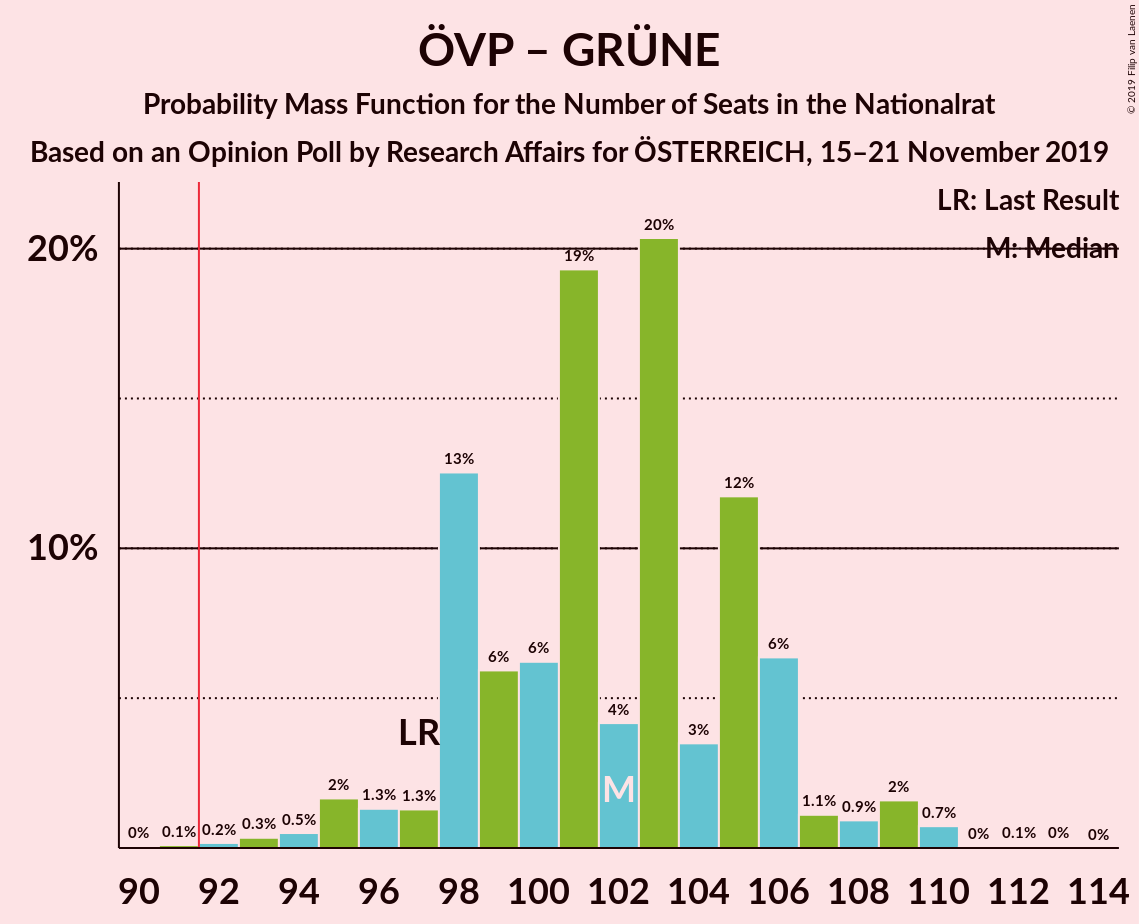 ÖVP – GRÜNE
Probability Mass Function for the Number of Seats in the Nationalrat
Based on an Opinion Poll by Research Affairs for ÖSTERREICH, 15–21 November 2019
© 2019 Filip van Laenen
LR: Last Result
M: Median
20%
10%
0% 0.1% 0.2% 0.3% 0.5% 2% 1.3% 1.3% 13% 6% 6% 19% 4% 20% 3% 12% 6% 1.1% 0.9% 2% 0.7% 0% 0.1% 0% 0%
LR
M
90 92 94 96 98 100 102 104 106 108 110 112 114